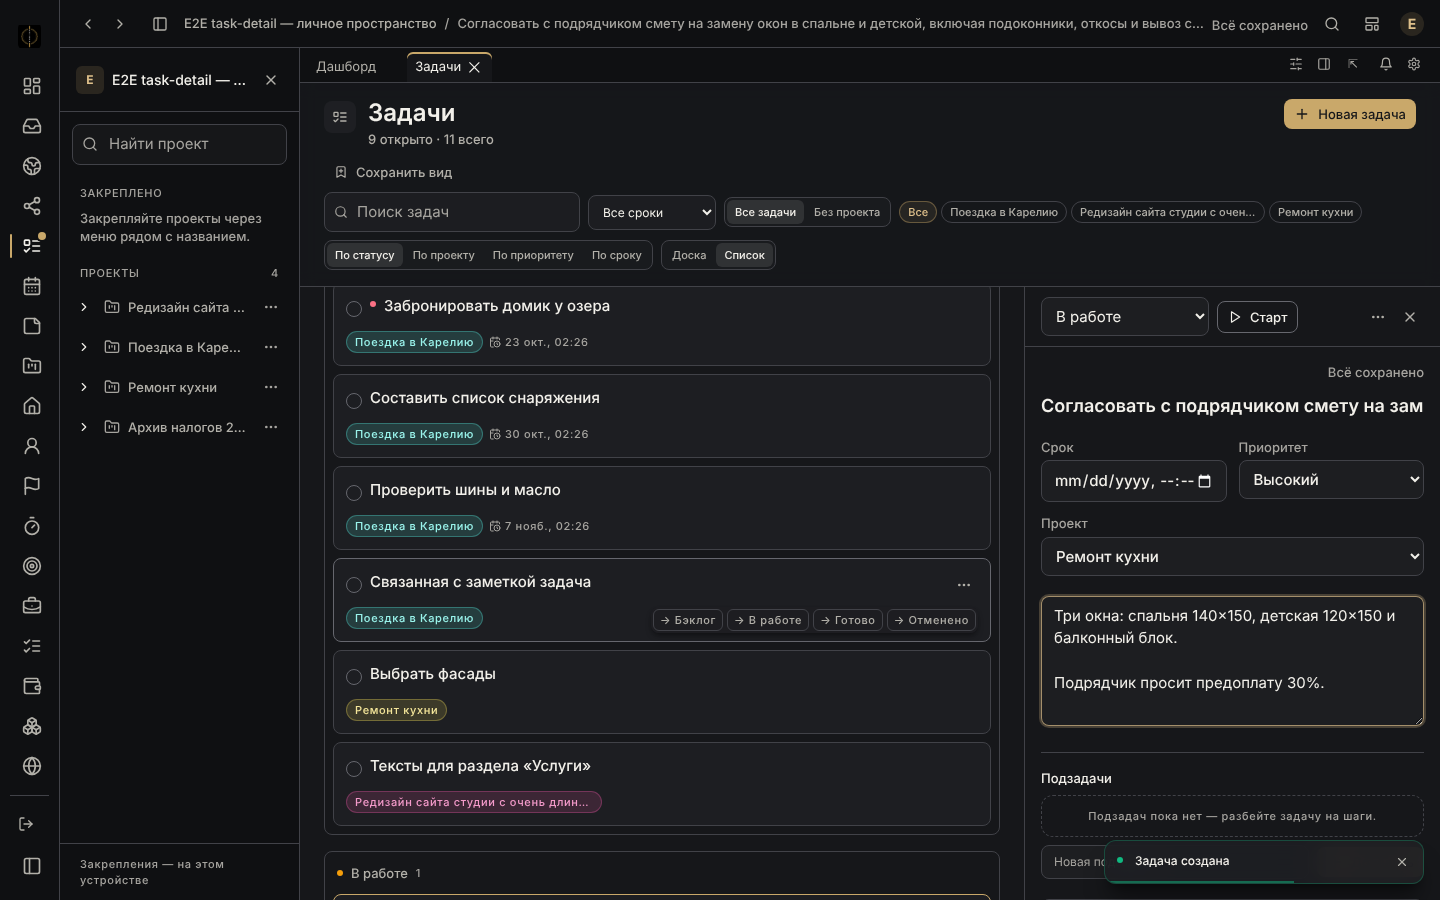 E2E task-detail — личное пространство / Согласовать с подрядчиком смету на замену окон в спальне и детской, включая подоконники, откосы и вывоз с...
Всё сохранено
E
E
E2E task-detail — ...
Найти проект
ЗАКРЕПЛЕНО
Закрепляйте проекты через
меню рядом с названием.
ПРОЕКТЫ 4
Редизайн сайта ...
Поездка в Каре...
Ремонт кухни
Архив налогов 2...
Закрепления — на этом
устройстве
Дашборд
Задачи
Задачи
9 открыто · 11 всего
Новая задача
Сохранить вид
Поиск задач
Все сроки
Все задачи
Без проекта
Все
Поездка в Карелию
Редизайн сайта студии с очен...
Ремонт кухни
По статусу
По проекту
По приоритету
По сроку
Доска
Список
Забронировать домик у озера
Поездка в Карелию 23 окт., 02:26
Составить список снаряжения
Поездка в Карелию 30 окт., 02:26
Проверить шины и масло
Поездка в Карелию 7 нояб., 02:26
Связанная с заметкой задача
Поездка в Карелию
→ Бэклог
→ В работе
→ Готово
→ Отменено
Выбрать фасады
Ремонт кухни
Тексты для раздела «Услуги»
Редизайн сайта студии с очень длин...
В работе 1
В работе
Старт
Всё сохранено
Согласовать с подрядчиком смету на зам
Срок
Приоритет
mm/dd/yyyy, --:--
Высокий
Проект
Ремонт кухни
Три окна: спальня 140×150, детская 120×150 и
балконный блок.
Подрядчик просит предоплату 30%.
Подзадачи
Подзадач пока нет — разбейте задачу на шаги.
Новая
Задача создана